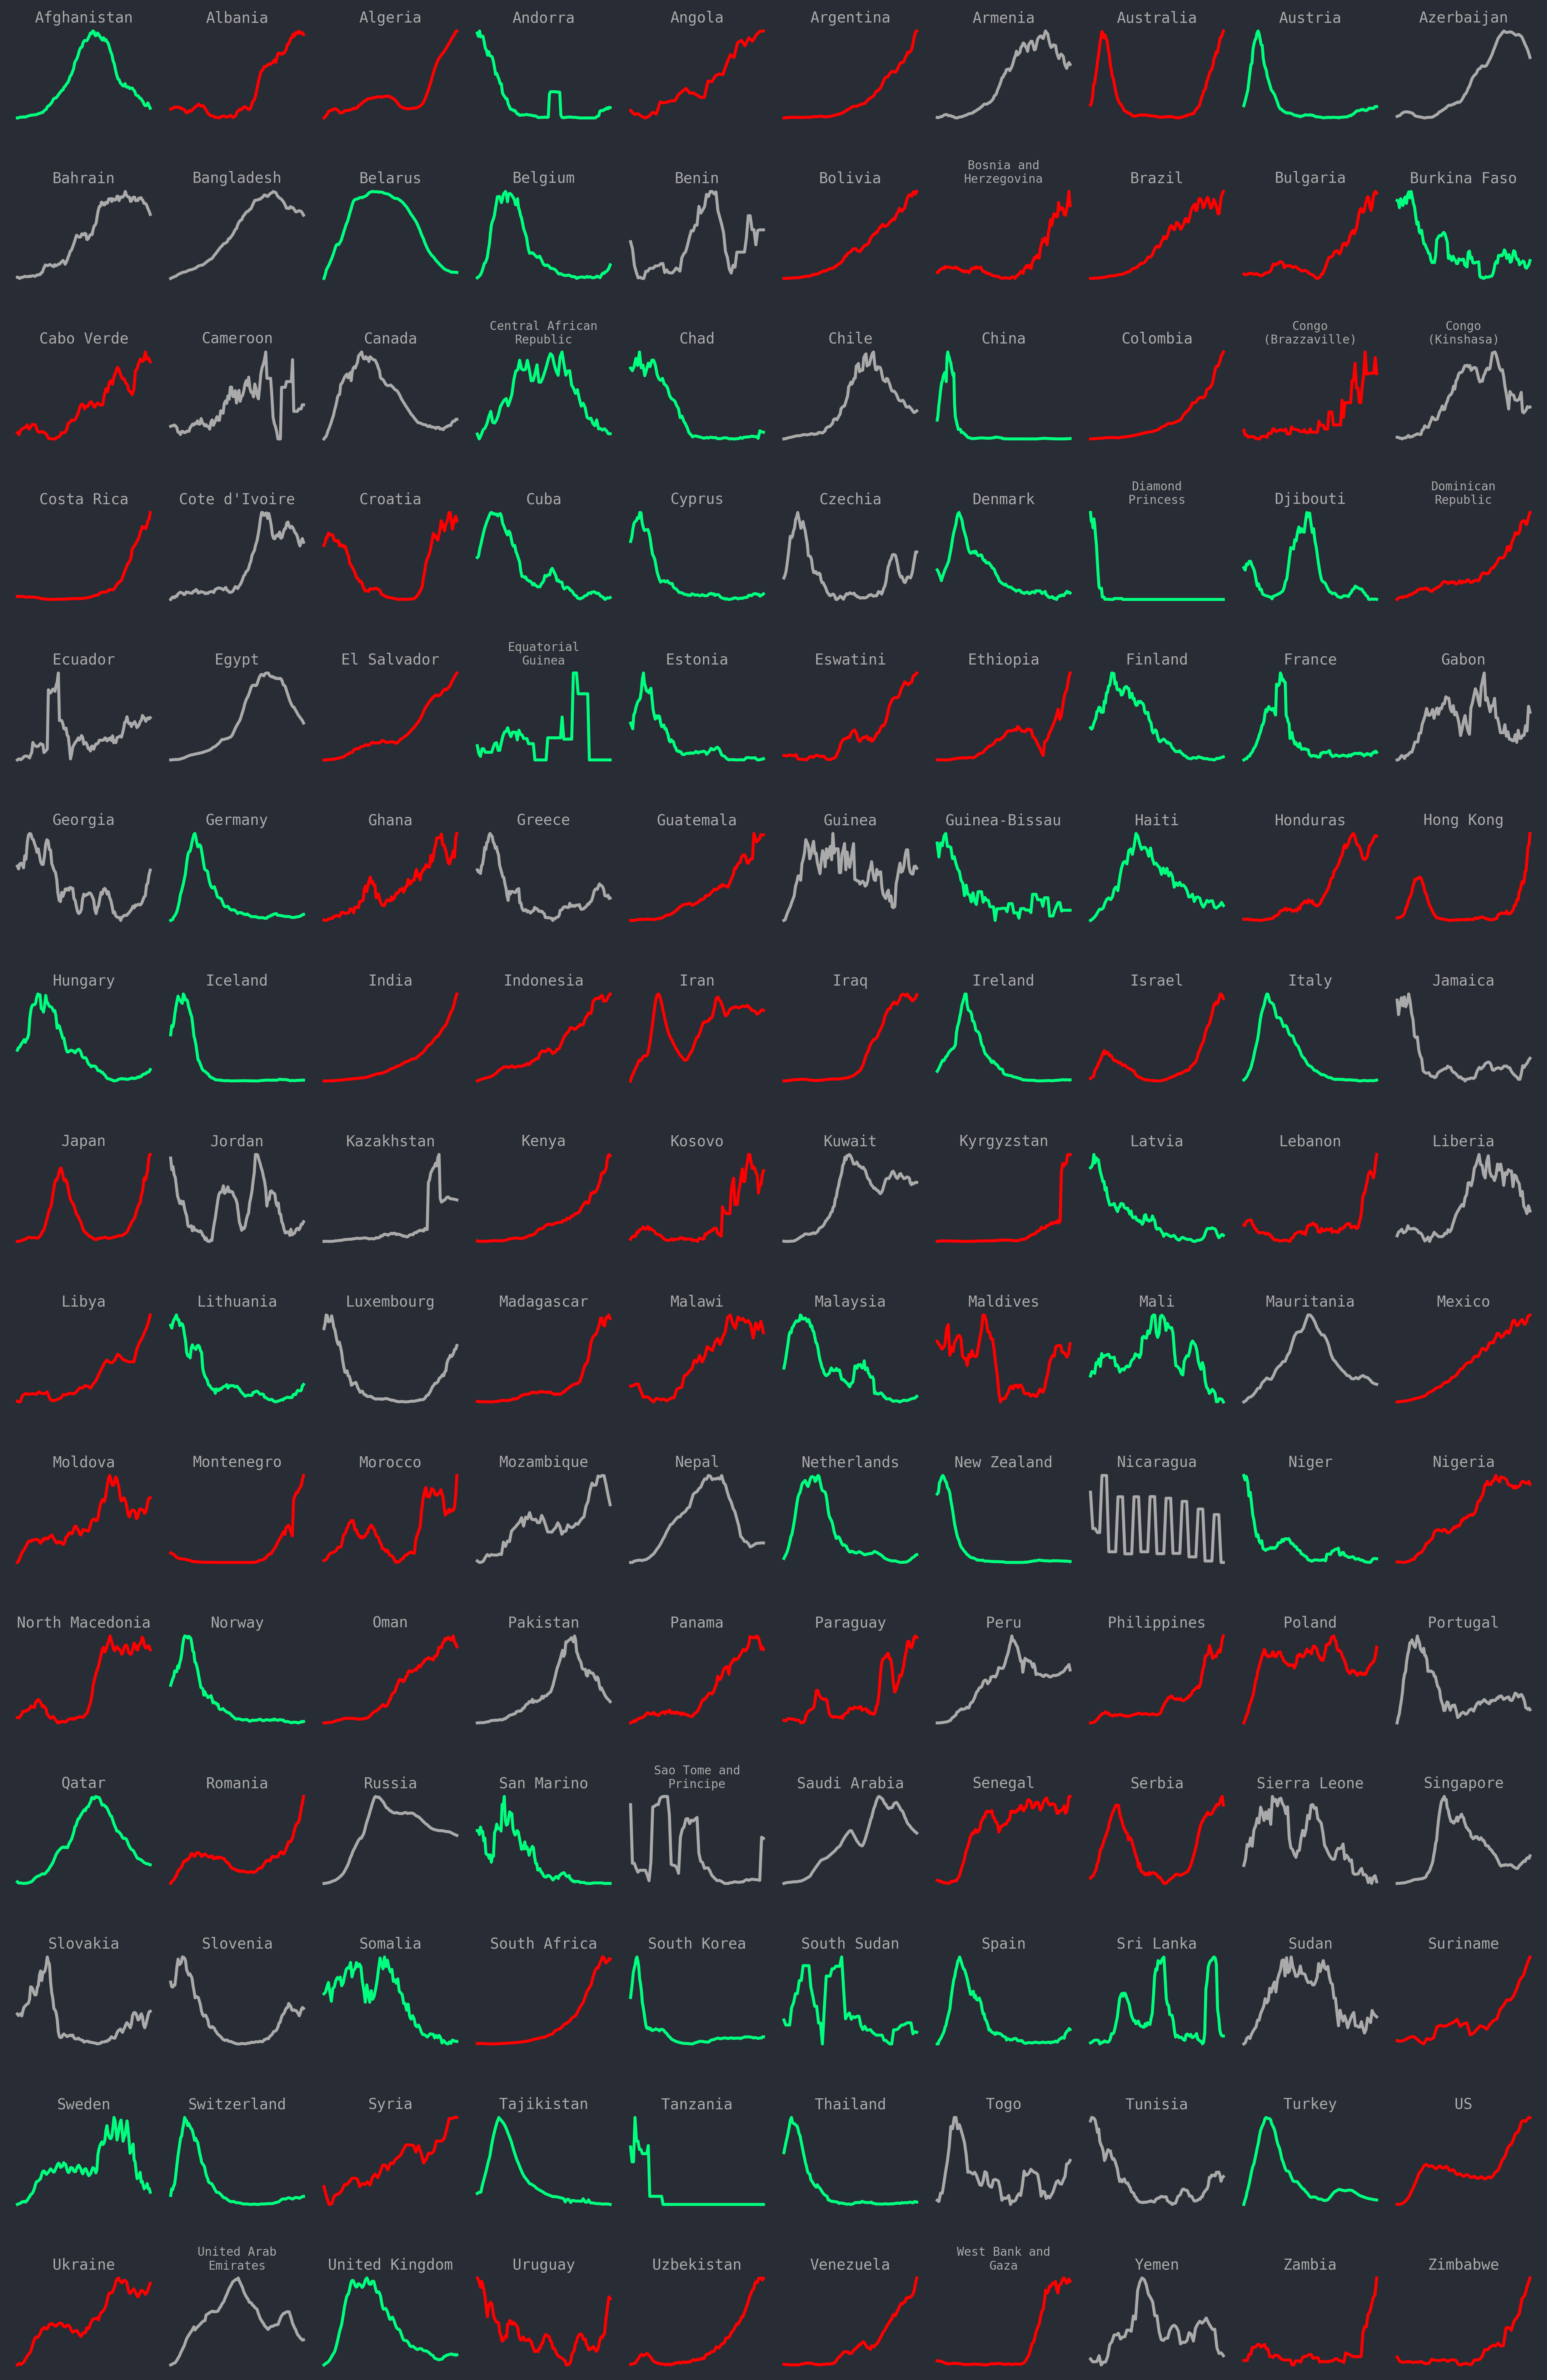 Afghanistan
Albania
Algeria
Andorra
Angola
Argentina
Armenia
Australia
Austria
Azerbaijan
Bahrain
Bangladesh
Belarus
Belgium
Benin
Bolivia
Bosnia and
Herzegovina
Brazil
Bulgaria
Burkina Faso
Cabo Verde
Cameroon
Canada
Central African
Republic
Chad
Chile
China
Colombia
Congo
(Brazzaville)
Congo
(Kinshasa)
Costa Rica
Cote d'Ivoire
Croatia
Cuba
Cyprus
Czechia
Denmark
Diamond
Princess
Djibouti
Dominican
Republic
Ecuador
Egypt
El Salvador
Equatorial
Guinea
Estonia
Eswatini
Ethiopia
Finland
France
Gabon
Georgia
Germany
Ghana
Greece
Guatemala
Guinea
Guinea-Bissau
Haiti
Honduras
Hong Kong
Hungary
Iceland
India
Indonesia
Iran
Iraq
Ireland
Israel
Italy
Jamaica
Japan
Jordan
Kazakhstan
Kenya
Kosovo
Kuwait
Kyrgyzstan
Latvia
Lebanon
Liberia
Libya
Lithuania
Luxembourg
Madagascar
Malawi
Malaysia
Maldives
Mali
Mauritania
Mexico
Moldova
Montenegro
Morocco
Mozambique
Nepal
Netherlands
New Zealand
Nicaragua
Niger
Nigeria
North Macedonia
Norway
Oman
Pakistan
Panama
Paraguay
Peru
Philippines
Poland
Portugal
Qatar
Romania
Russia
San Marino
Sao Tome and
Principe
Saudi Arabia
Senegal
Serbia
Sierra Leone
Singapore
Slovakia
Slovenia
Somalia
South Africa
South Korea
South Sudan
Spain
Sri Lanka
Sudan
Suriname
Sweden
Switzerland
Syria
Tajikistan
Tanzania
Thailand
Togo
Tunisia
Turkey
US
Ukraine
United Arab
Emirates
United Kingdom
Uruguay
Uzbekistan
Venezuela
West Bank and
Gaza
Yemen
Zambia
Zimbabwe